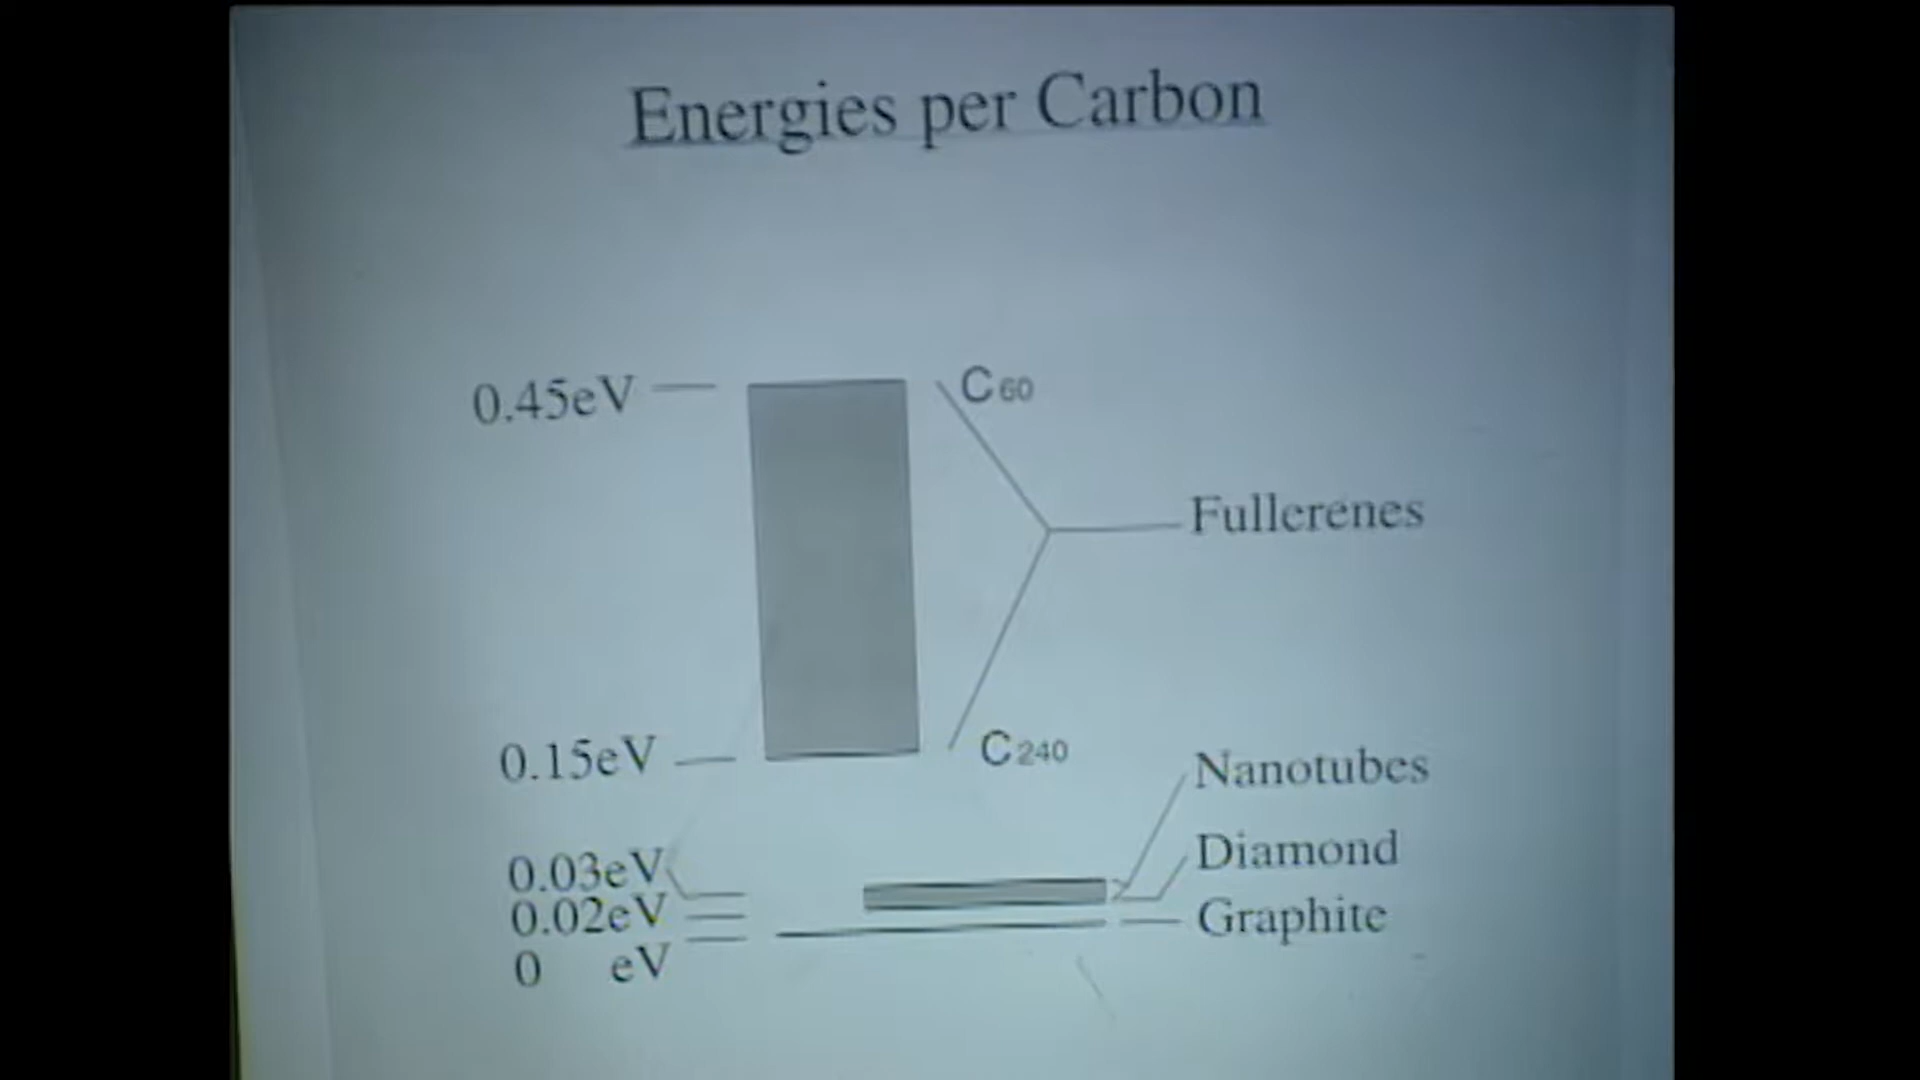 Energies per Carbon
0.45eV
C60
Fullerenes
0.15eV
C240
Nanotubes
0.03eV
Diamond
0.02eV
Graphite
0 eV